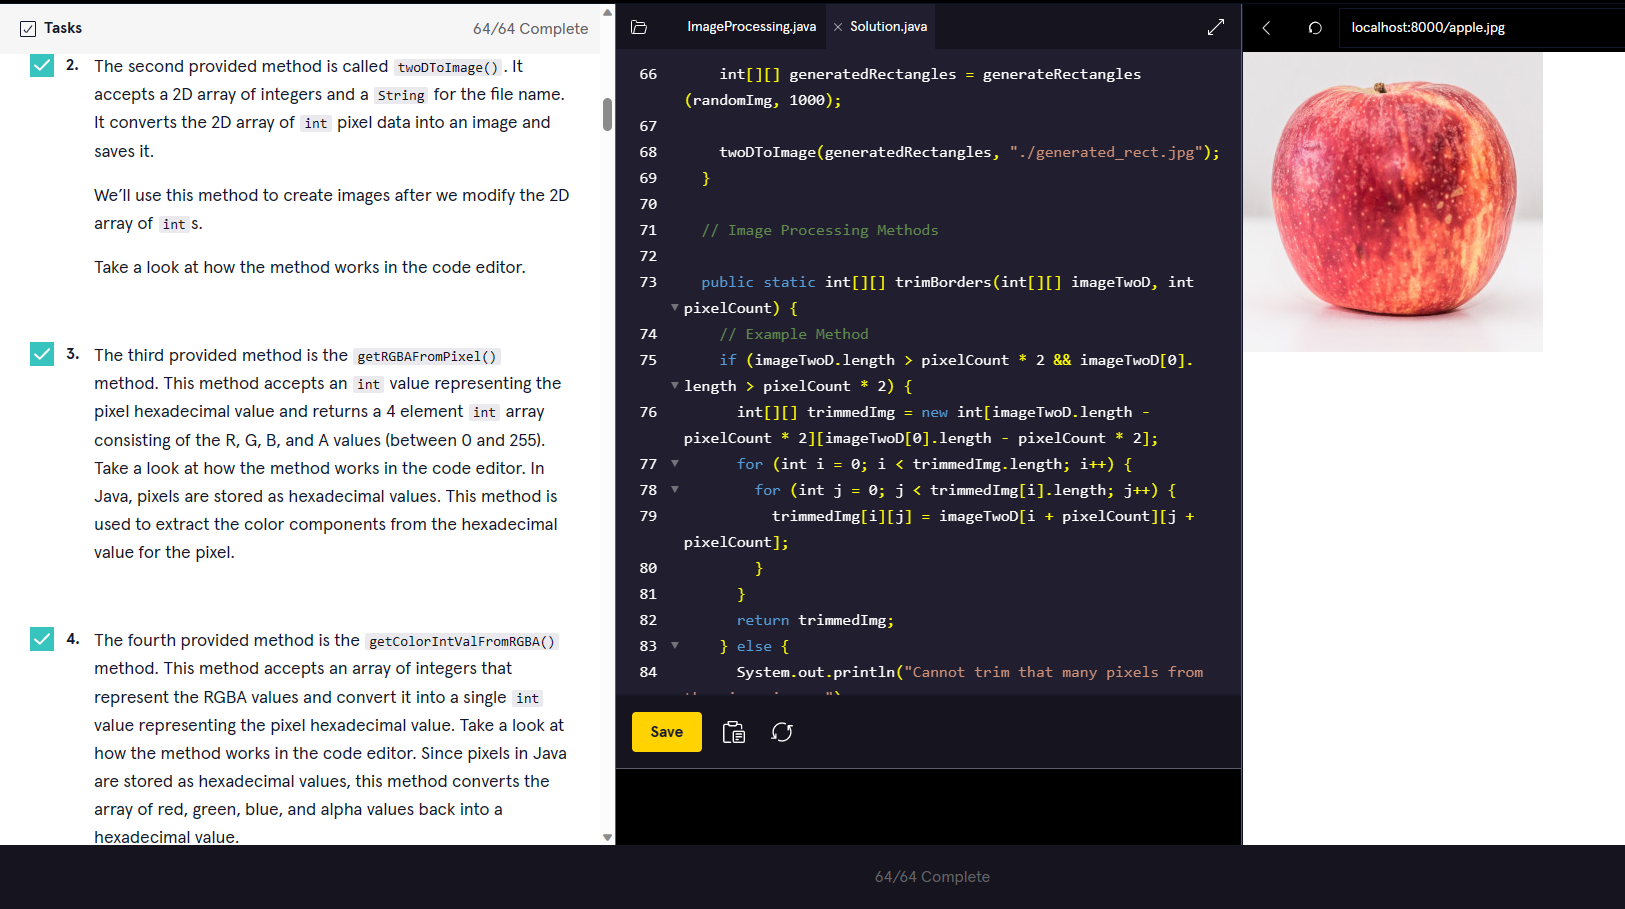 Tasks
64/64 Complete
2. The second provided method is called twoDToImage(). It
accepts a 2D array of integers and a String for the file name.
It converts the 2D array of int pixel data into an image and
saves it.
We’ll use this method to create images after we modify the 2D
array of int s.
Take a look at how the method works in the code editor.
3. The third provided method is the getRGBAFromPixel()
method. This method accepts an int value representing the
pixel hexadecimal value and returns a 4 element int array
consisting of the R, G, B, and A values (between 0 and 255).
Take a look at how the method works in the code editor. In
Java, pixels are stored as hexadecimal values. This method is
used to extract the color components from the hexadecimal
value for the pixel.
4. The fourth provided method is the getColorIntValFromRGBA()
method. This method accepts an array of integers that
represent the RGBA values and convert it into a single int
value representing the pixel hexadecimal value. Take a look at
how the method works in the code editor. Since pixels in Java
are stored as hexadecimal values, this method converts the
array of red, green, blue, and alpha values back into a
hexadecimal value.
ImageProcessing.java
Solution.java
66 int[][] generatedRectangles = generateRectangles
(randomImg, 1000);
67
68 twoDToImage(generatedRectangles, "./generated_rect.jpg");
69 }
70
71 // Image Processing Methods
72
73 public static int[][] trimBorders(int[][] imageTwoD, int
pixelCount) {
74 // Example Method
75 if (imageTwoD.length > pixelCount * 2 && imageTwoD[0].
length > pixelCount * 2) {
76 int[][] trimmedImg = new int[imageTwoD.length -
pixelCount * 2][imageTwoD[0].length - pixelCount * 2];
77 for (int i = 0; i < trimmedImg.length; i++) {
78 for (int j = 0; j < trimmedImg[i].length; j++) {
79 trimmedImg[i][j] = imageTwoD[i + pixelCount][j +
pixelCount];
80 }
81 }
82 return trimmedImg;
83 } else {
84 System.out.println("Cannot trim that many pixels from
Save
localhost:8000/apple.jpg
64/64 Complete